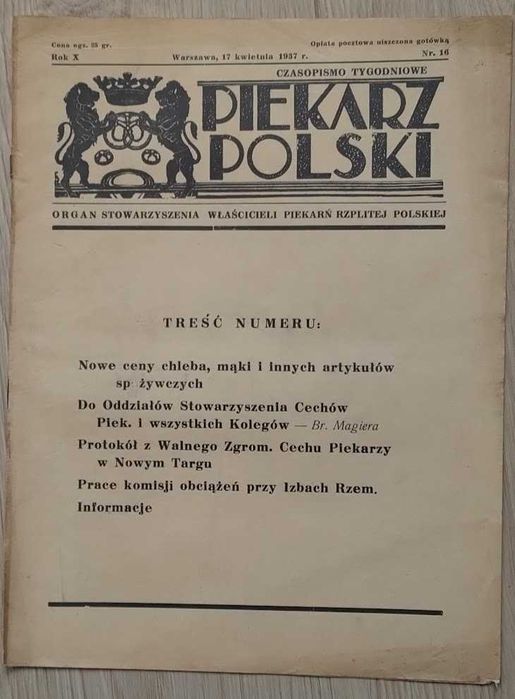 Cena egz. 25 gr.
Opłata pocztowa uiszczona gotówką
Rok X
Warszawa, 17 kwietnia 1937 r.
Nr. 16
CZASOPISMO TYGODNIOWE
PIEKARZ
POLSKI
ORGAN STOWARZYSZENIA WŁAŚCICIELI PIEKARŃ RZPLITEJ POLSKIEJ
TREŚĆ NUMERU:
Nowe ceny chleba, mąki i innych artykułów
sp żywczych
Do Oddziałów Stowarzyszenia Cechów
Piek. i wszystkich Kolegów — Br. Magiera
Protokół z Walnego Zgrom. Cechu Piekarzy
w Nowym Targu
Prace komisji obciążeń przy Izbach Rzem.
Informacje